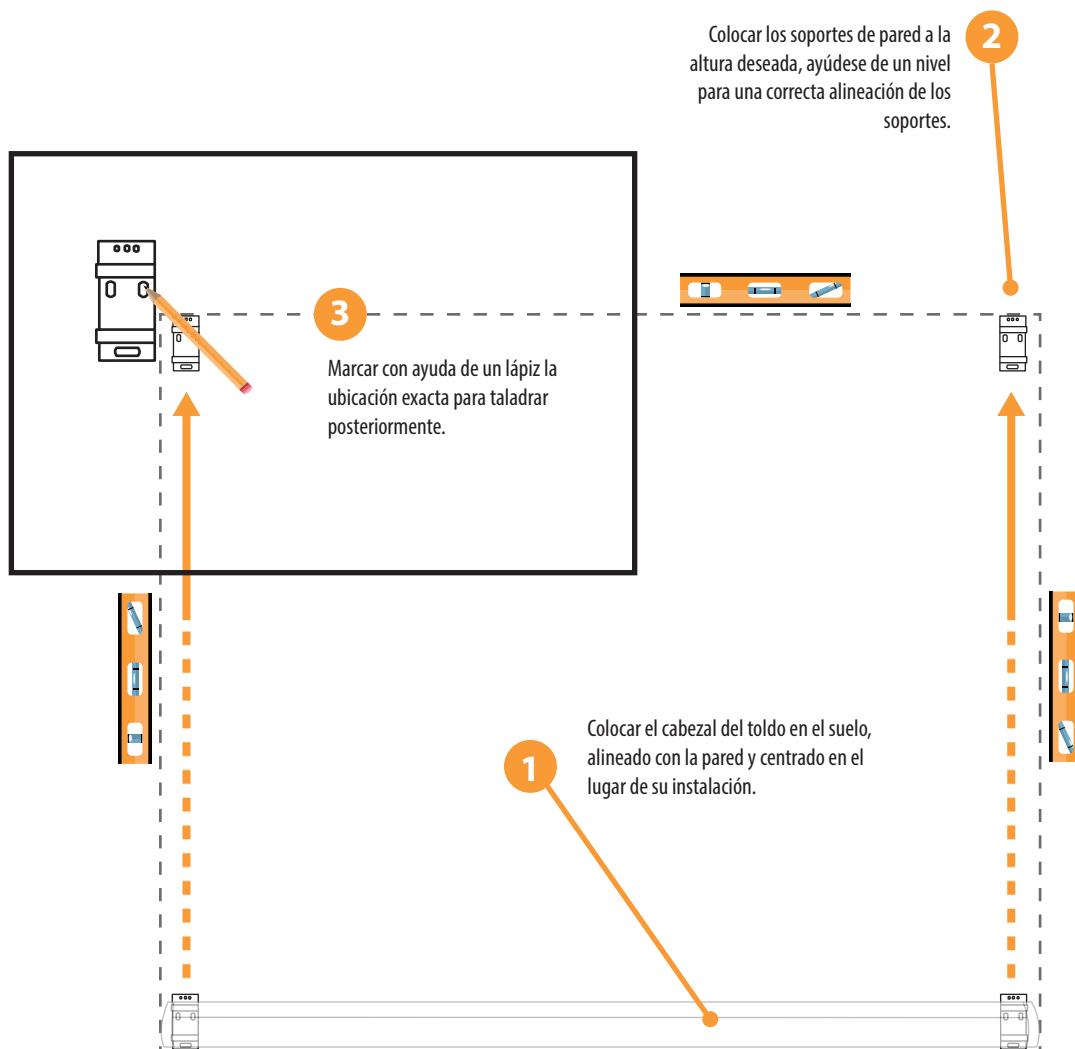 2
Colocar los soportes de pared a la
altura deseada, ayúdese de un nivel
para una correcta alineación de los
soportes.
3
Marcar con ayuda de un lápiz la
ubicación exacta para taladrar
posteriormente.
1
Colocar el cabezal del toldo en el suelo,
alineado con la pared y centrado en el
lugar de su instalación.